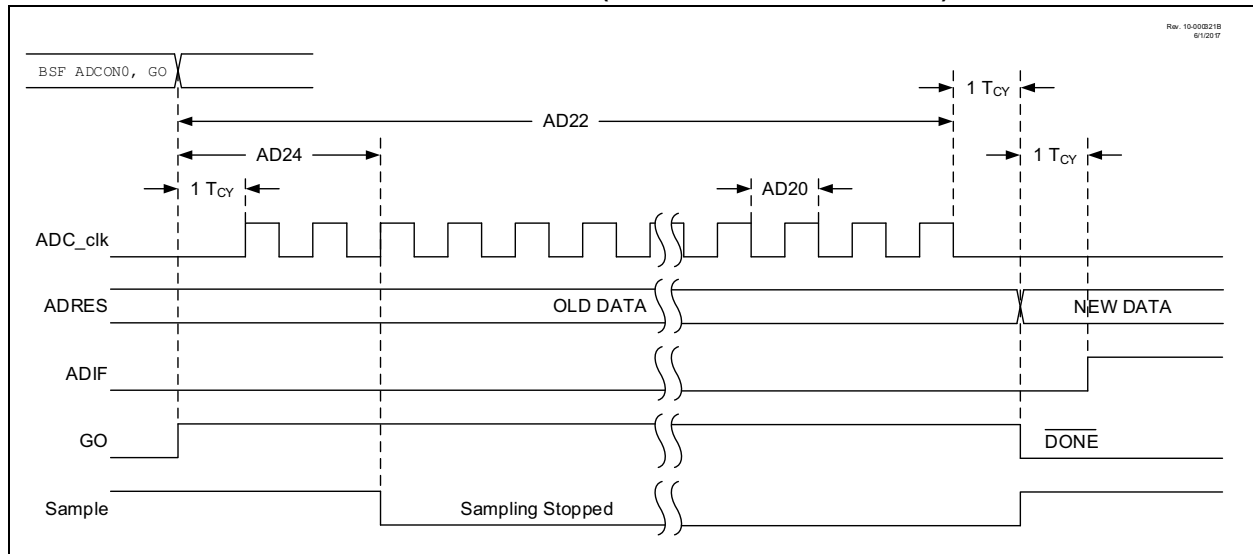 Rev. 10-000321B
6/1/2017
BSF ADCON0, GO
1 TCY
AD22
AD24
1 TCY
1 TCY
AD20
ADC_clk
ADRES
OLD DATA
NEW DATA
ADIF
GO
DONE
Sample
Sampling Stopped